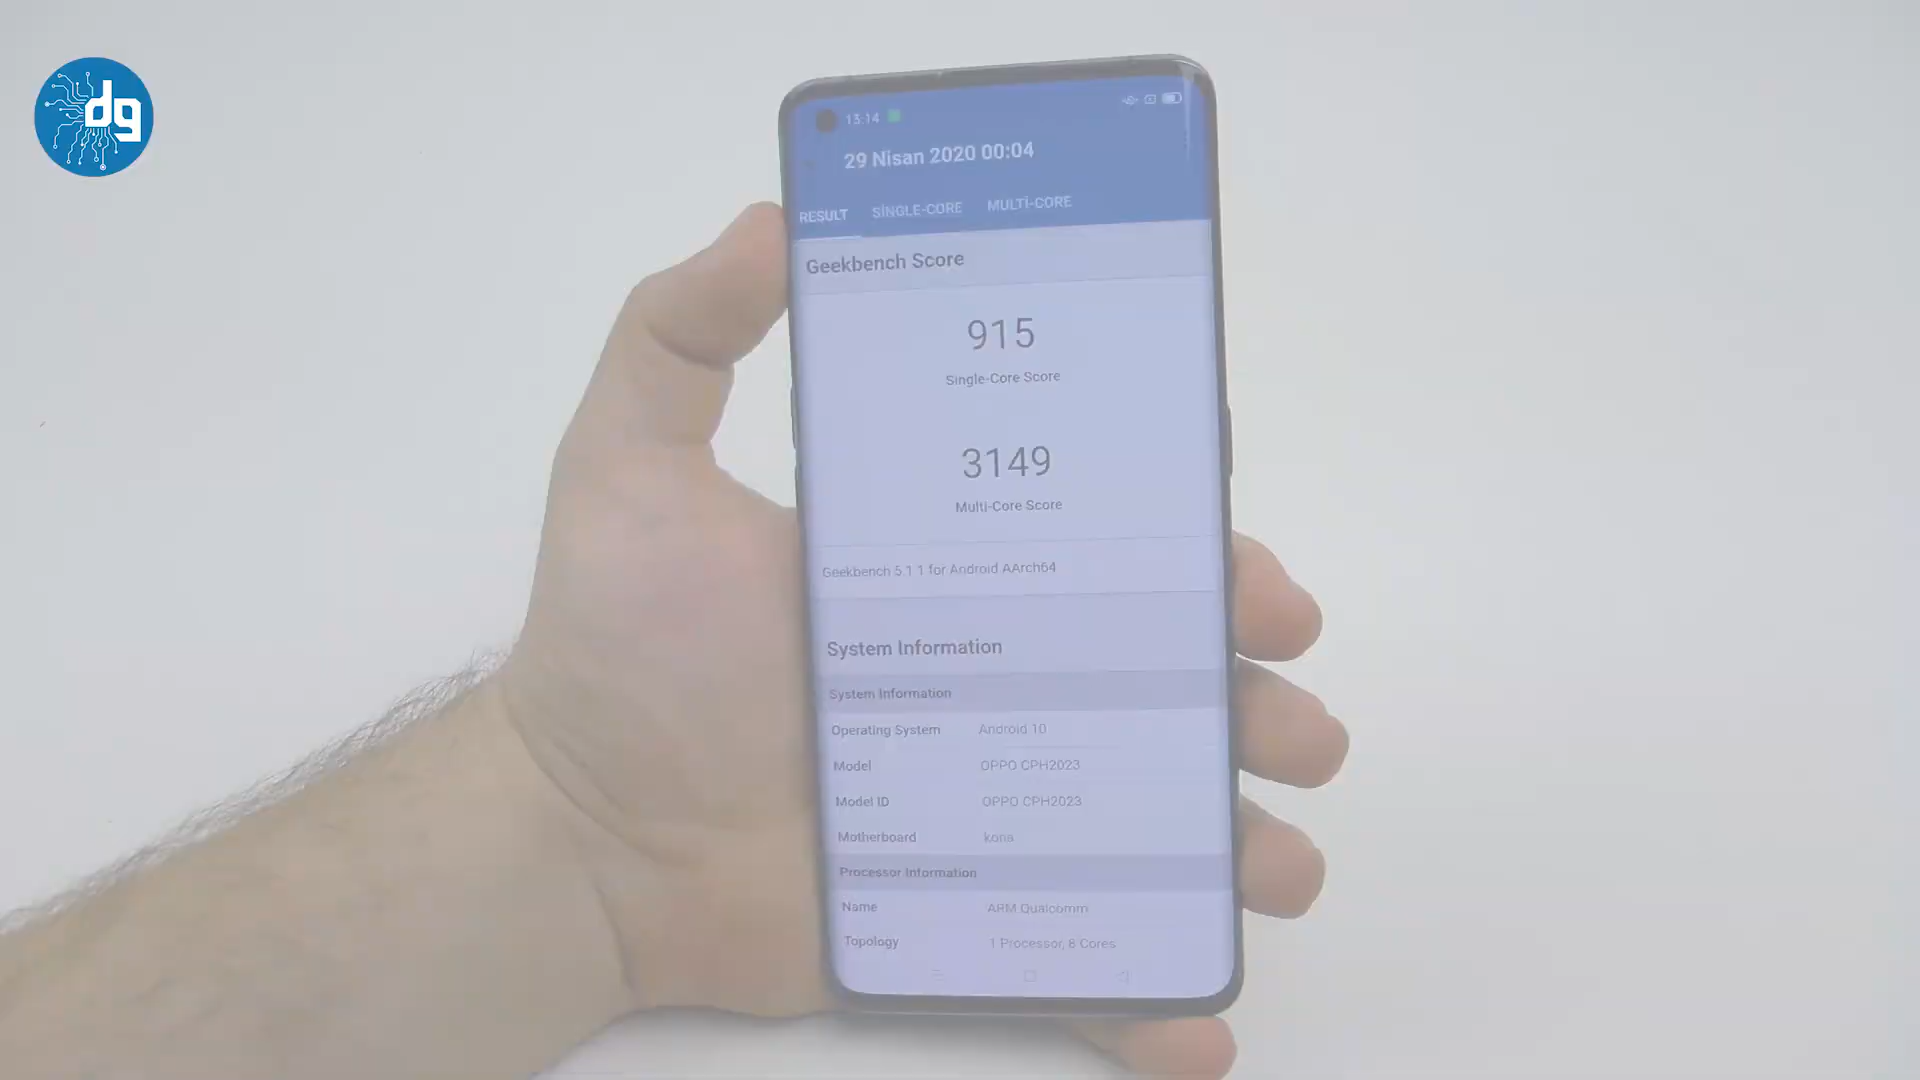 dg
13:14
29 Nisan 2020 00:04
RESULT SİNGLE-CORE MULTİ-CORE
Geekbench Score
915
Single-Core Score
3149
Multi-Core Score
Geekbench 5.1.1 for Android AArch64
System Information
System Information
Operating System Android 10
Model OPPO CPH2023
Model ID OPPO CPH2023
Motherboard kona
Processor Information
Name ARM Qualcomm
Topology 1 Processor, 8 Cores